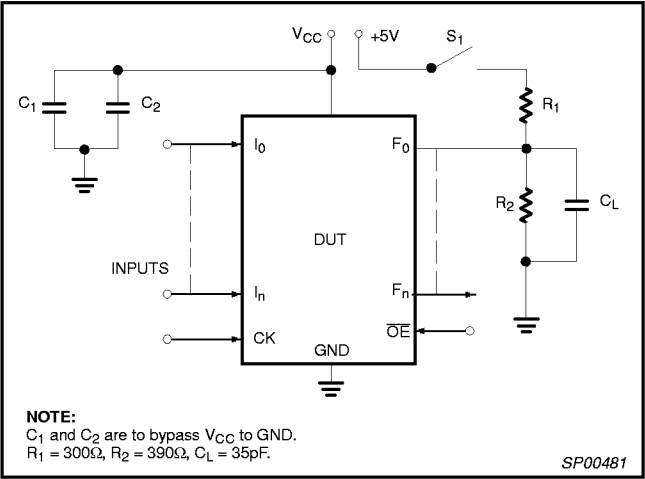 VCC +5V S1
C1 C2 R1
I0 F0
R2 CL
DUT
INPUTS
In Fn
CK OE
GND
NOTE:
C1 and C2 are to bypass VCC to GND.
R1 = 300Ω, R2 = 390Ω, CL = 35pF.
SP00481